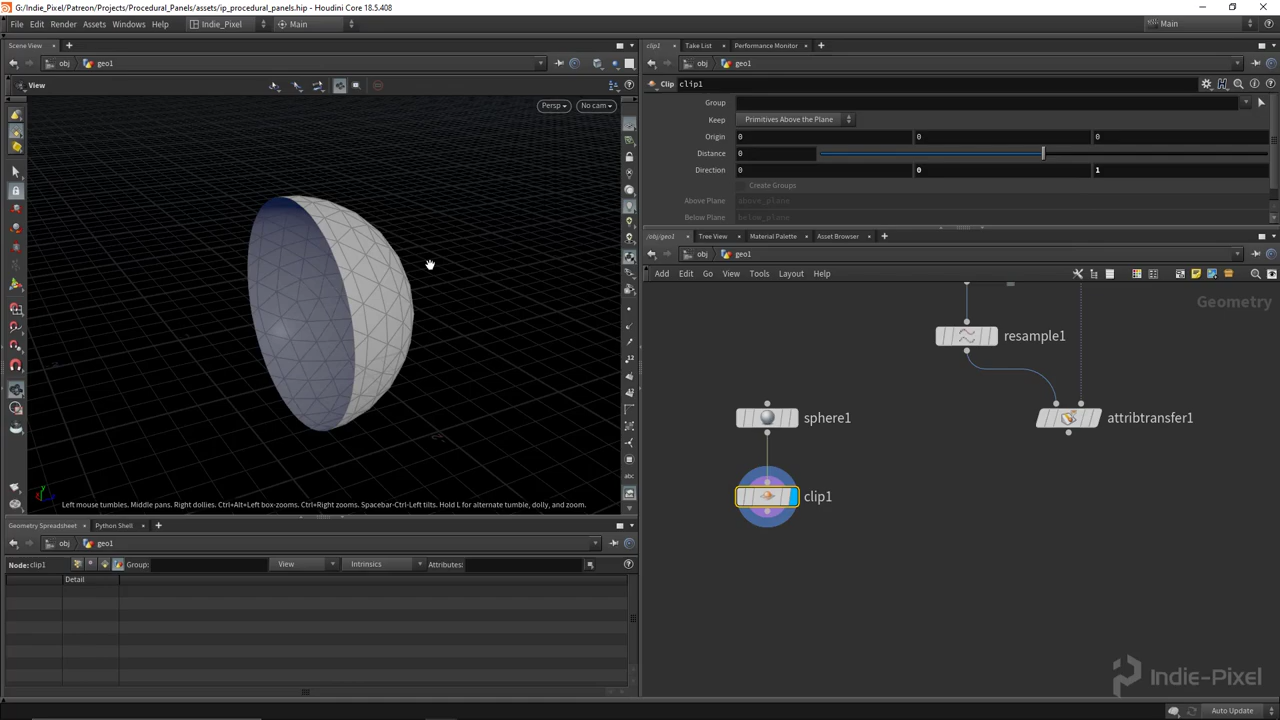 G:/Indie_Pixel/Patreon/Projects/Procedural_Panels/assets/ip_procedural_panels.hip - Houdini Core 18.5.408
File Edit Render Assets Windows Help Indie_Pixel Main Main
Scene View clip1 Take List Performance Monitor
obj geo1 obj geo1
View Clip clip1
Persp No cam
Group
Keep Primitives Above the Plane
Origin 0 0 0
Distance 0
Direction 0 0 1
Create Groups
Above Plane above_plane
Below Plane below_plane
/obj/geo1 Tree View Material Palette Asset Browser
obj geo1
Add Edit Go View Tools Layout Help
Geometry
resample1
sphere1
attribtransfer1
clip1
Left mouse tumbles. Middle pans. Right dollies. Ctrl+Alt+Left box-zooms. Ctrl+Right zooms. Spacebar-Ctrl-Left tilts. Hold L for alternate tumble, dolly, and zoom.
Geometry Spreadsheet Python Shell
obj geo1
Node: clip1 Group: View Intrinsics Attributes:
Detail
Indie-Pixel
Auto Update